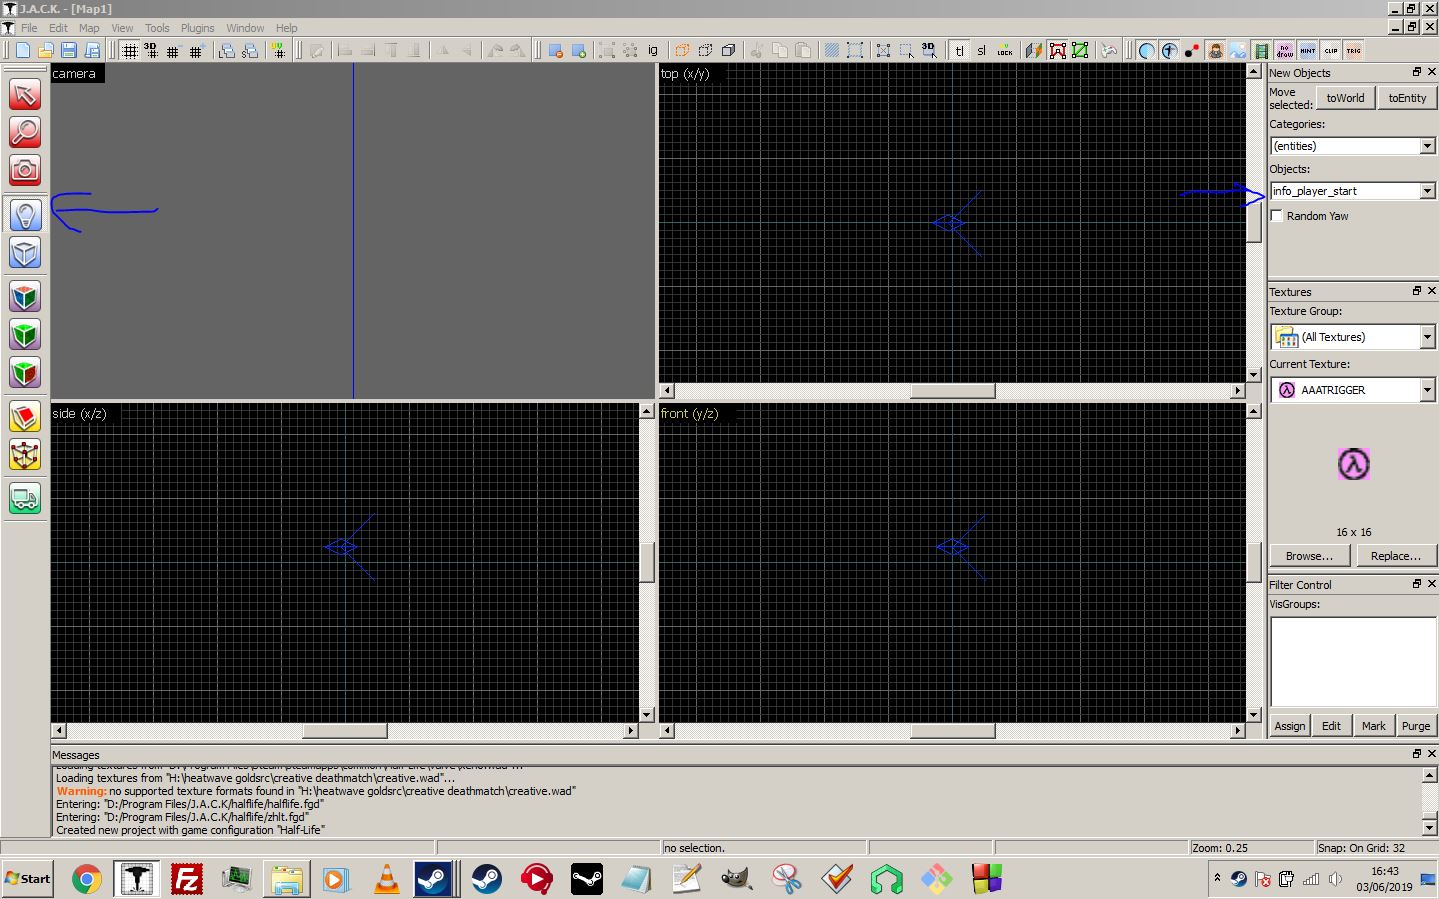 J.A.C.K. - [Map1]
File Edit Map View Tools Plugins Window Help
3D ig 3D tl sl LOCK no draw HINT CLIP TRIG
camera
top (x/y)
side (x/z)
front (y/z)
New Objects
Move selected: toWorld toEntity
Categories:
(entities)
Objects:
info_player_start
Random Yaw
Textures
Texture Group:
(All Textures)
Current Texture:
AAATRIGGER
16 x 16
Browse... Replace...
Filter Control
VisGroups:
Assign Edit Mark Purge
Messages
Loading textures from "H:\heatwave goldsrc\creative deathmatch\creative.wad"...
Warning: no supported texture formats found in "H:\heatwave goldsrc\creative deathmatch\creative.wad"
Entering: "D:/Program Files/J.A.C.K/halflife/halflife.fgd"
Entering: "D:/Program Files/J.A.C.K/halflife/zhlt.fgd"
Created new project with game configuration "Half-Life"
no selection.
Zoom: 0.25
Snap: On Grid: 32
Start
16:43
03/06/2019